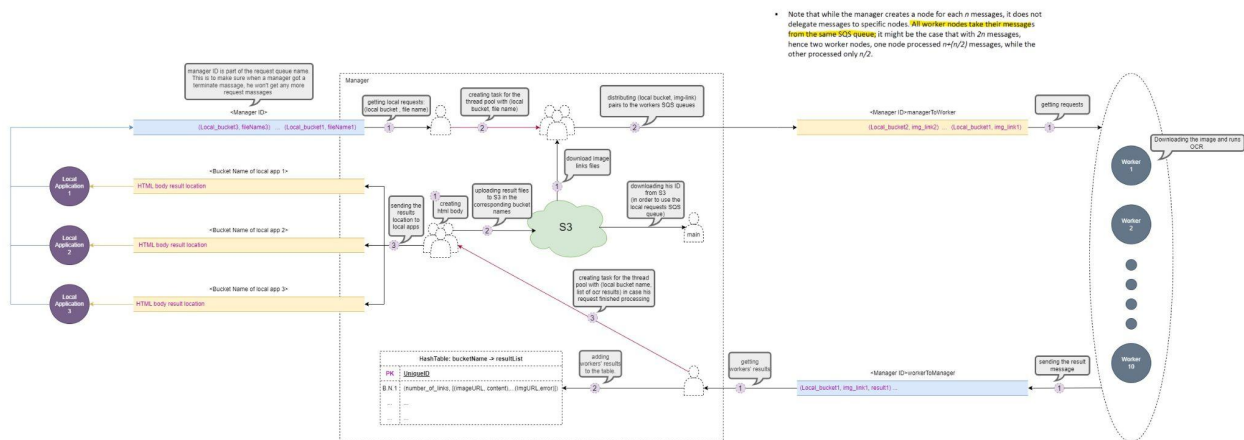 • Note that while the manager creates a node for each n messages, it does not
delegate messages to specific nodes. All worker nodes take their messages
from the same SQS queue; it might be the case that with 2n messages,
hence two worker nodes, one node processed n+(n/2) messages, while the
other processed only n/2.
manager ID is part of the request queue name
This is to make sure when a manager got a
terminate massage, he won't get any more
request messages
<Manager ID>
(Local_bucket3, fileName3) ... (Local_bucket1, fileName1)
Manager
getting local requests
(local bucket , file name)
1
creating task for the
thread pool with (local
bucket, file name)
2
distributing (local bucket, img-link)
pairs to the workers SQS queues
2
<Manager ID>managerToWorker
(Local_bucket2, img_link2) ... (Local_bucket1, img_link1)
getting requests
1
Downloading the image and runs
OCR
Worker
1
Worker
2
Worker
10
Local
Application
1
<Bucket Name of local app 1>
HTML body result location
Local
Application
2
<Bucket Name of local app 2>
HTML body result location
Local
Application
3
<Bucket Name of local app 3>
HTML body result location
sending the
results
location to
local apps
3
1
creating
html body
uploading result files
to S3 in the
corresponding bucket
names
2
download image
links files
1
S3
downloading his ID
from S3
(in order to use the
local requests SQS
queue)
main
creating task for the thread
pool with (local bucket name,
list of ocr results) in case his
request finished processing
3
HashTable: bucketName -> resultList
PK UniqueID
B.N.1 (number_of_links, [(imageURL, content),.. (imgURL,error)])
... ...
... ...
adding
workers' results
to the table.
2
getting
workers' results
1
<Manager ID>workerToManager
(Local_bucket1, img_link1, result1) ...
sending the result
message
1